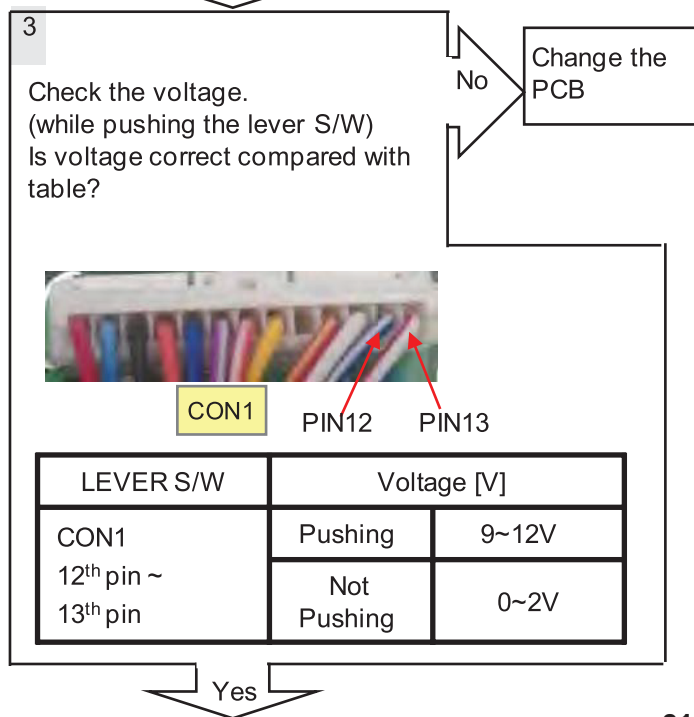 3
Check the voltage.
(while pushing the lever S/W)
Is voltage correct compared with
table?
No
Change the
PCB
CON1
PIN12
PIN13
LEVER S/W
Voltage [V]
CON1
12th pin ~
13th pin
Pushing
9~12V
Not
Pushing
0~2V
Yes